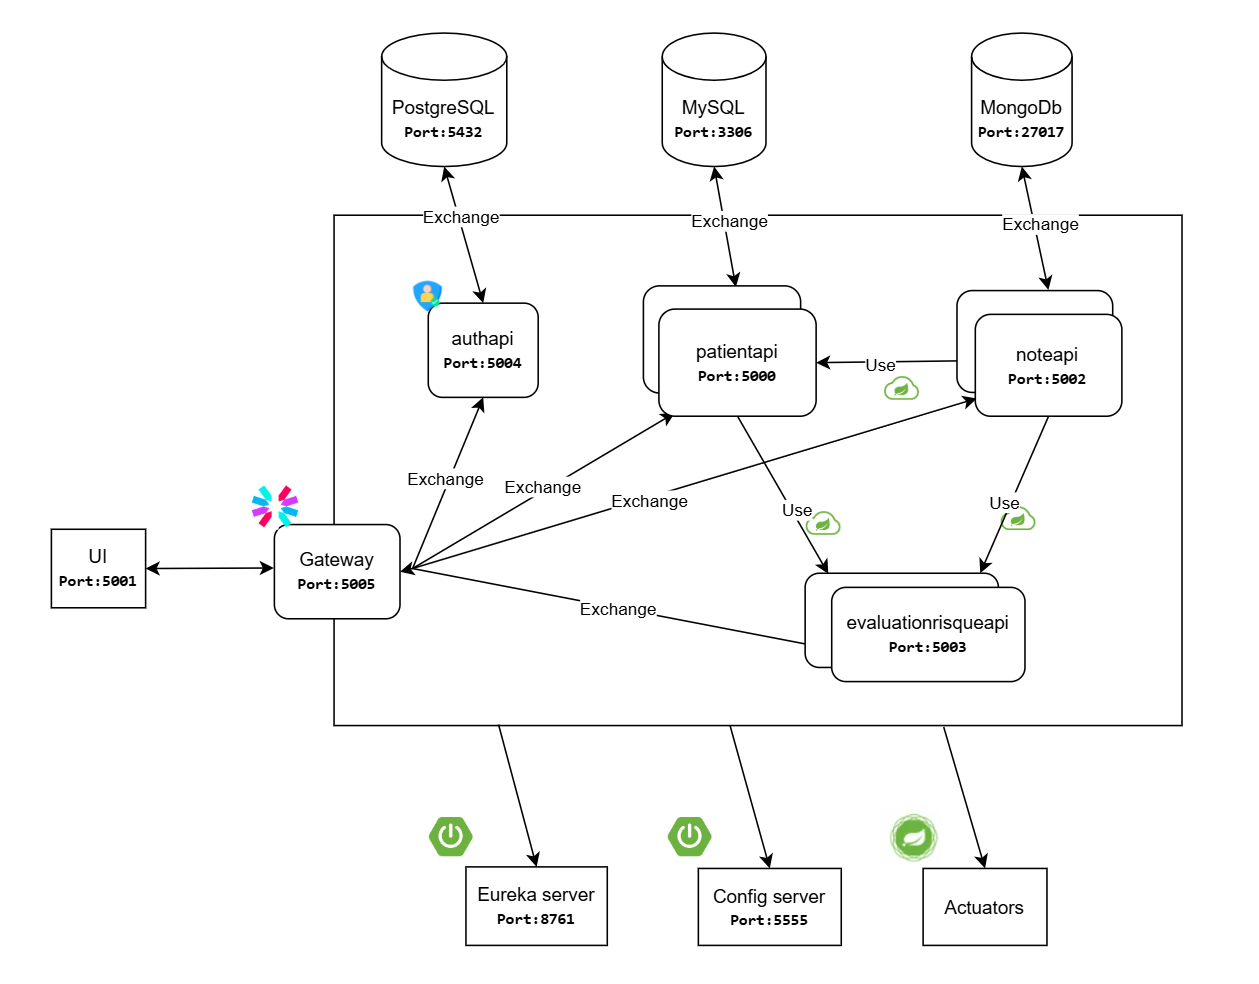 PostgreSQL
Port:5432
MySQL
Port:3306
MongoDb
Port:27017
Exchange
Exchange
Exchange
authapi
Port:5004
patientapi
Port:5000
noteapi
Port:5002
Use
Exchange
Exchange
Exchange
Use
Use
UI
Port:5001
Gateway
Port:5005
Exchange
evaluationrisqueapi
Port:5003
Eureka server
Port:8761
Config server
Port:5555
Actuators